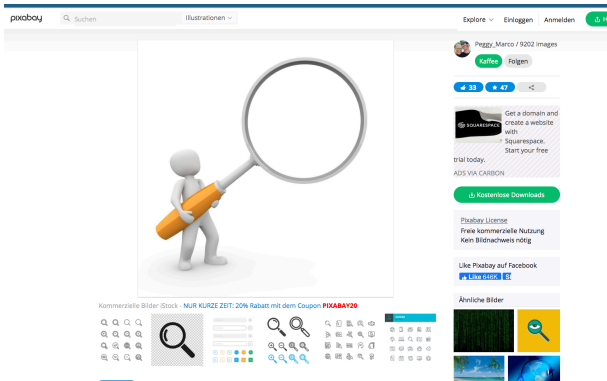 pixabay
Suchen
Illustrationen
Explore
Einloggen
Anmelden
Peggy_Marco / 9202 images
Kaffee
Folgen
33
47
SQUARESPACE
Get a domain and
create a website
with
Squarespace.
Start your free
trial today.
ADS VIA CARBON
Kostenlose Downloads
Pixabay License
Freie kommerzielle Nutzung
Kein Bildnachweis nötig
Like Pixabay auf Facebook
Like 646K
Ähnliche Bilder
Kommerzielle Bilder iStock - NUR KURZE ZEIT: 20% Rabatt mit dem Coupon PIXABAY20